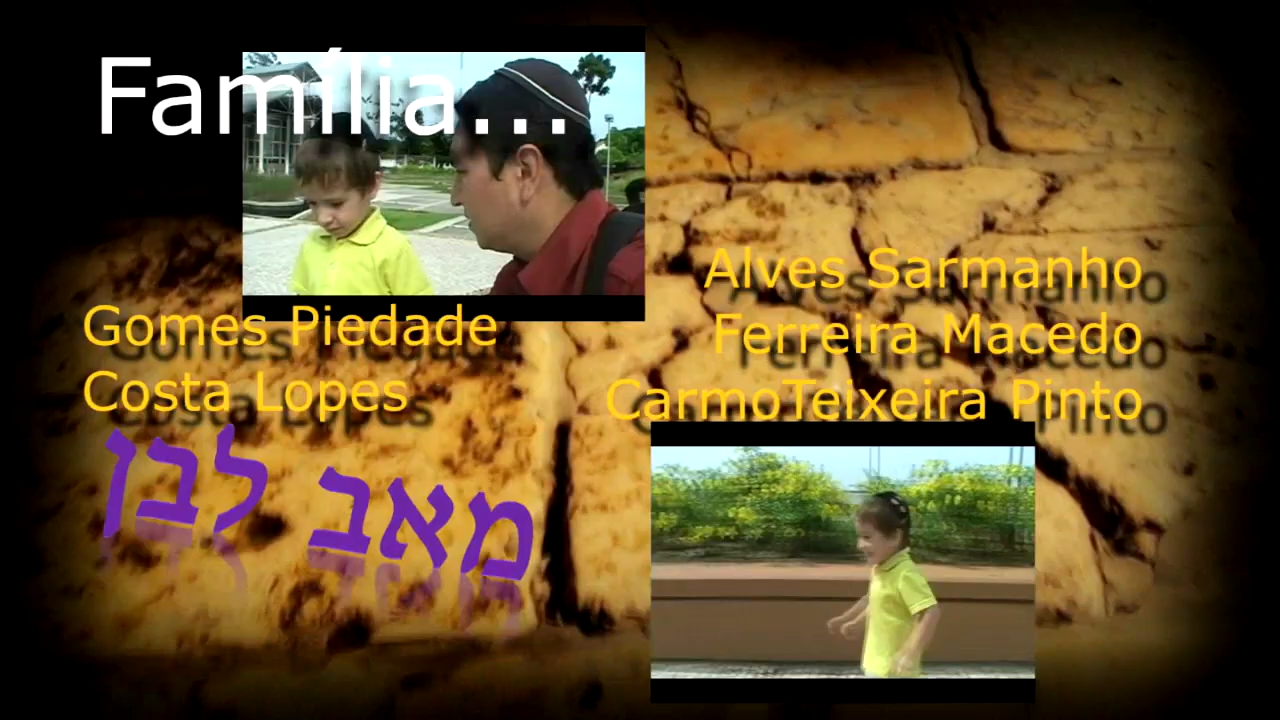 Família...
Gomes Piedade
Costa Lopes
Alves Sarmanho
Ferreira Macedo
CarmoTeixeira Pinto
מאב לבן